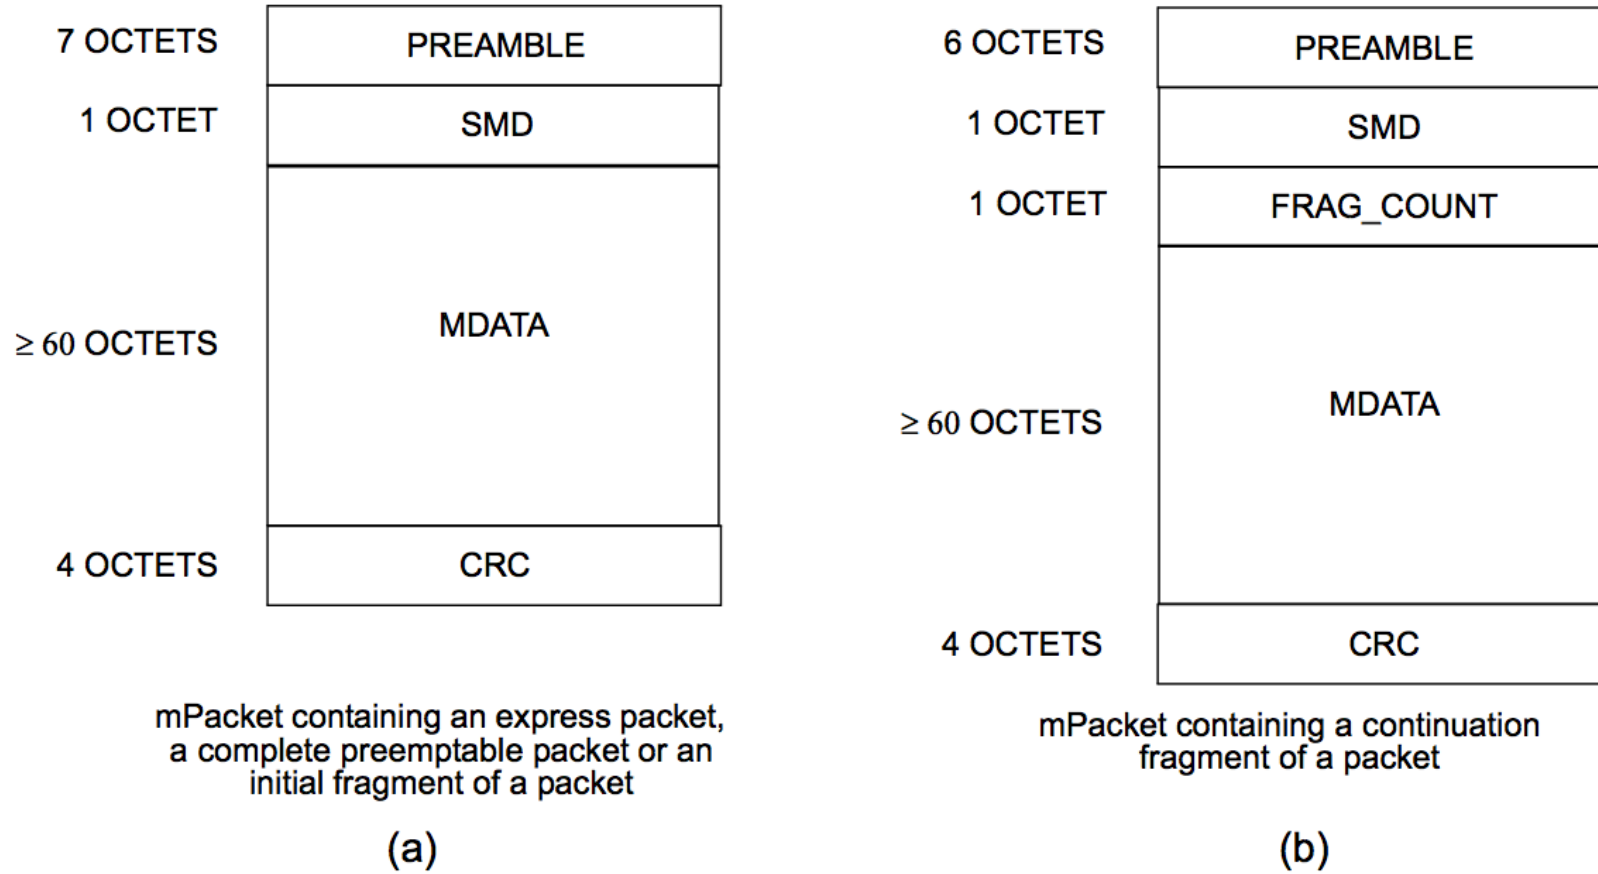 7 OCTETS PREAMBLE
1 OCTET SMD
≥ 60 OCTETS MDATA
4 OCTETS CRC
mPacket containing an express packet,
a complete preemptable packet or an
initial fragment of a packet
(a)
6 OCTETS PREAMBLE
1 OCTET SMD
1 OCTET FRAG_COUNT
≥ 60 OCTETS MDATA
4 OCTETS CRC
mPacket containing a continuation
fragment of a packet
(b)